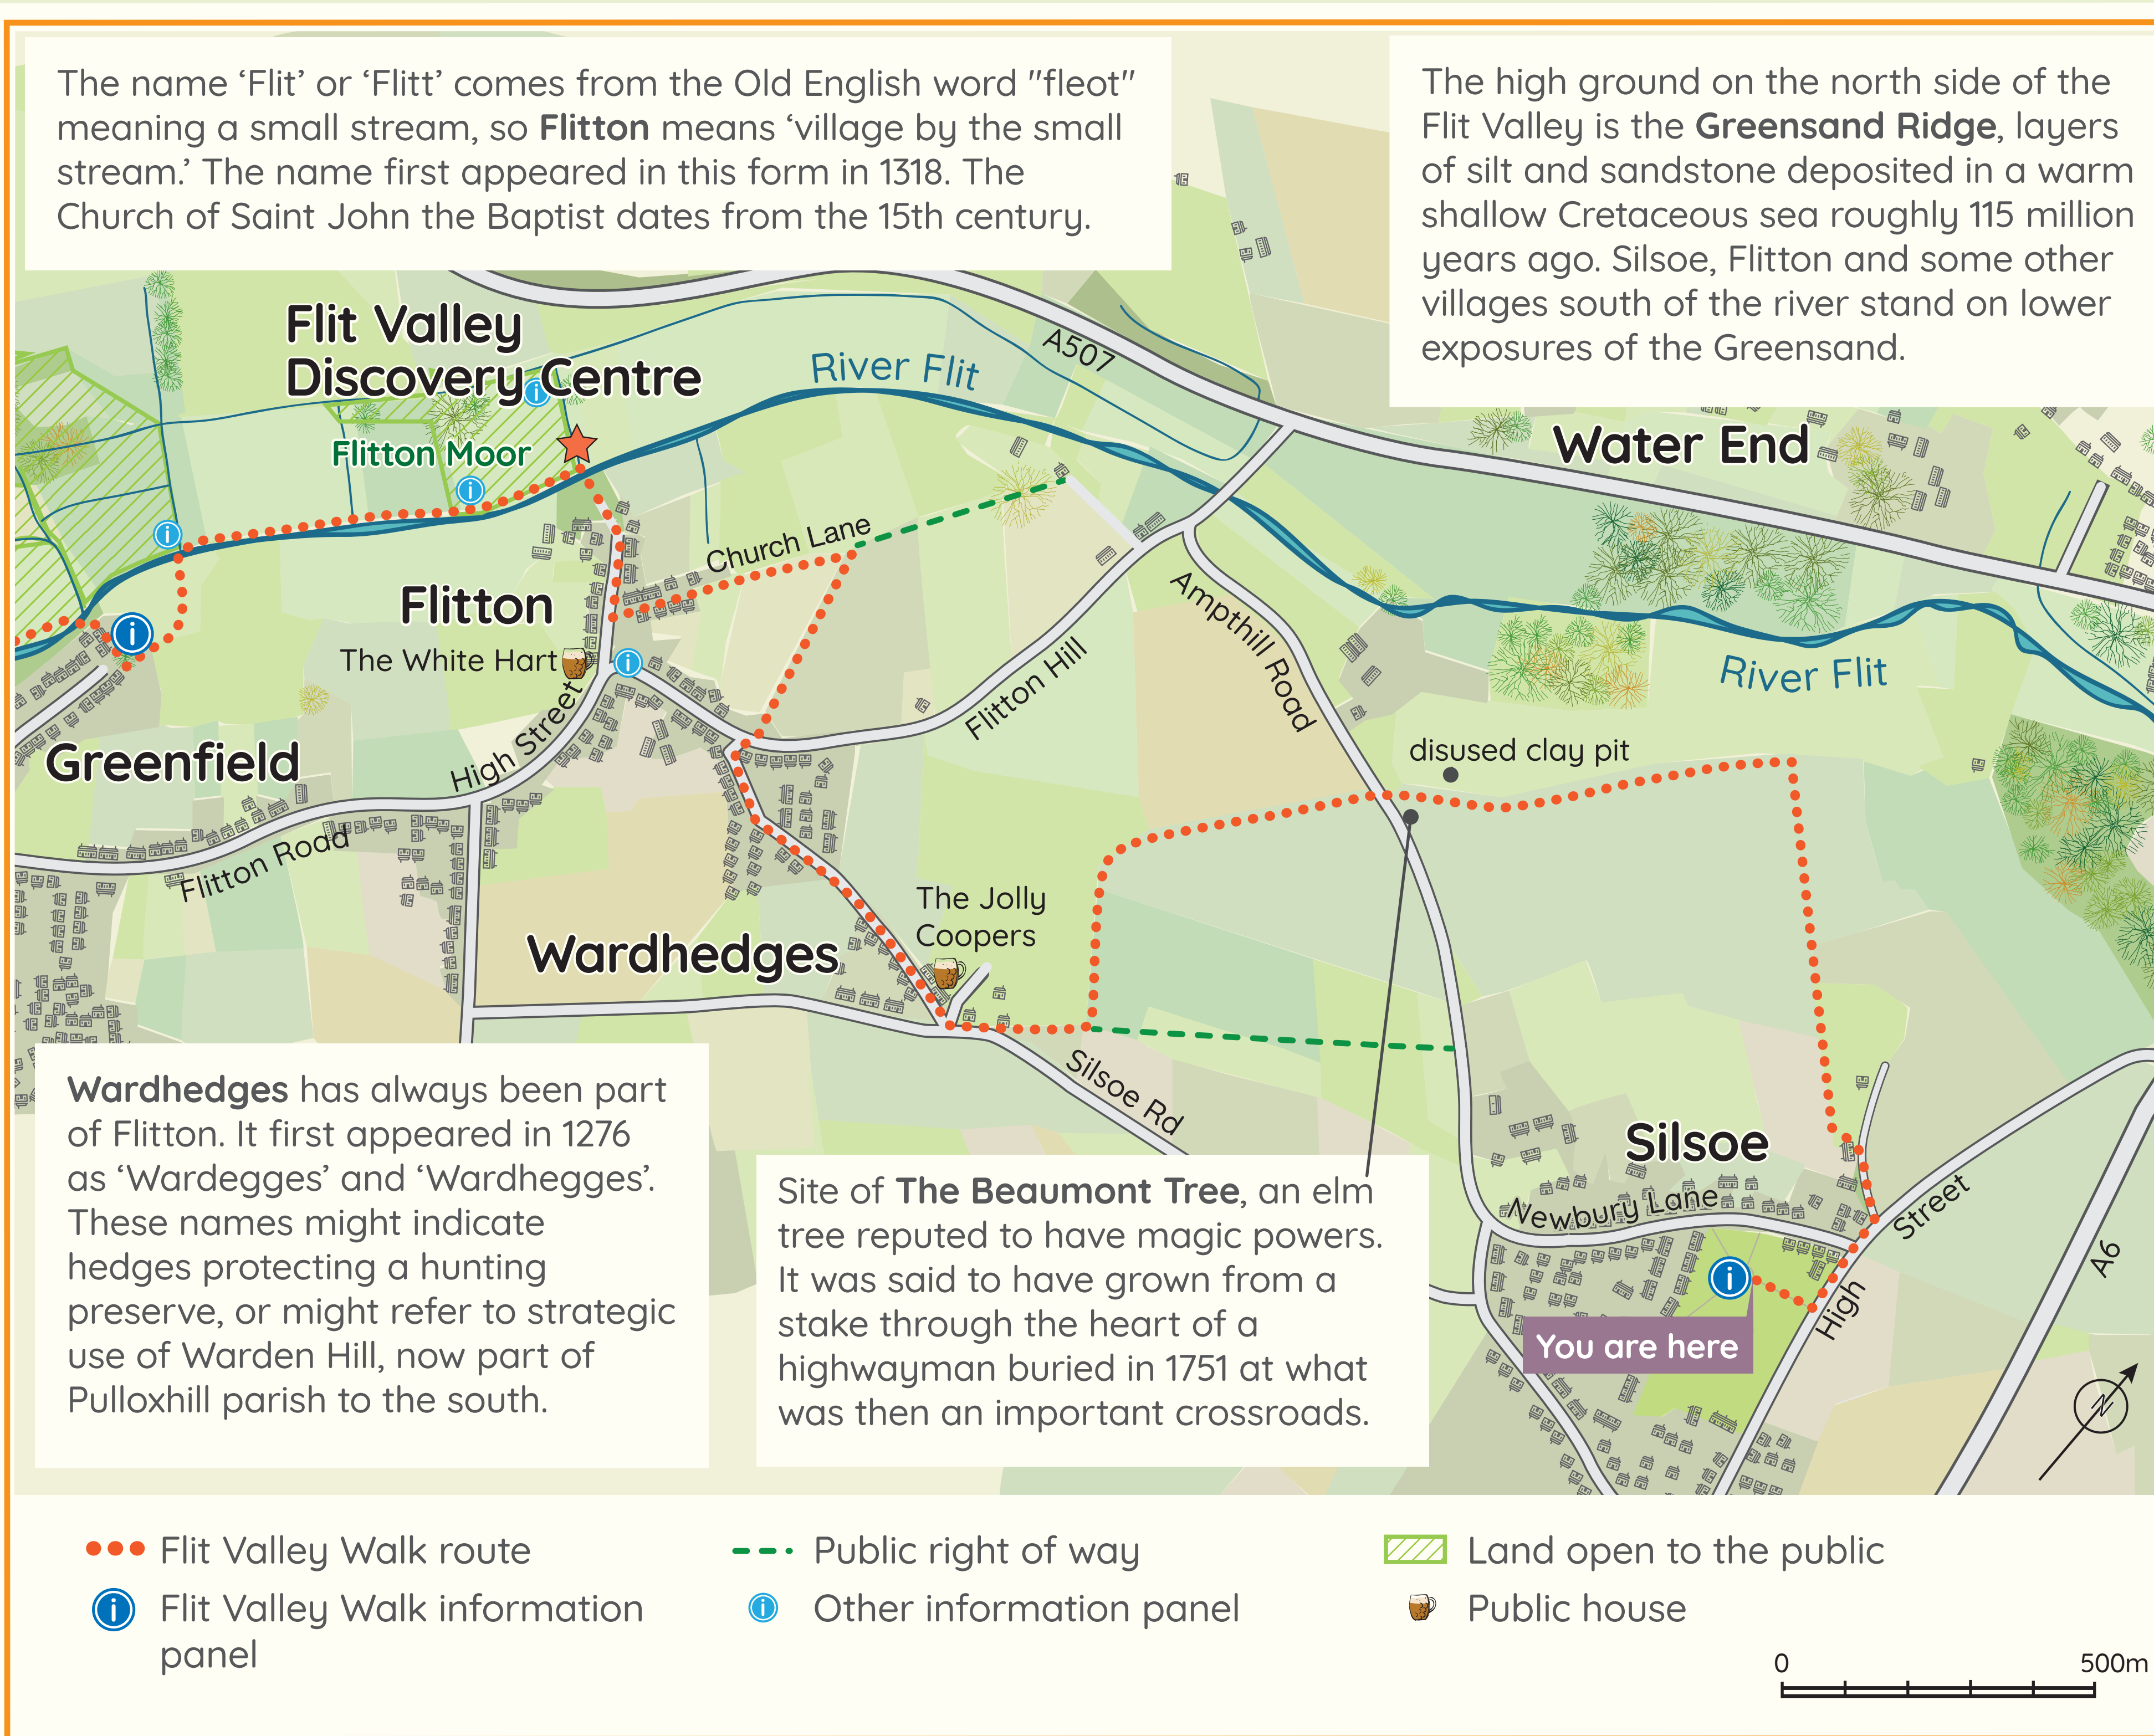 The name ‘Flit’ or ‘Flitt’ comes from the Old English word "fleot"
meaning a small stream, so Flitton means ‘village by the small
stream.’ The name first appeared in this form in 1318. The
Church of Saint John the Baptist dates from the 15th century.
The high ground on the north side of the
Flit Valley is the Greensand Ridge, layers
of silt and sandstone deposited in a warm
shallow Cretaceous sea roughly 115 million
years ago. Silsoe, Flitton and some other
villages south of the river stand on lower
exposures of the Greensand.
Flit Valley
Discovery Centre
River Flit
A507
Flitton Moor
Water End
Church Lane
Flitton
The White Hart
Flitton Hill
Ampthill Road
River Flit
High Street
Greenfield
disused clay pit
Flitton Road
The Jolly
Coopers
Wardhedges
Silsoe Rd
Silsoe
Newbury Lane
High Street
A6
You are here
N
Wardhedges has always been part
of Flitton. It first appeared in 1276
as ‘Wardegges’ and ‘Wardhegges’.
These names might indicate
hedges protecting a hunting
preserve, or might refer to strategic
use of Warden Hill, now part of
Pulloxhill parish to the south.
Site of The Beaumont Tree, an elm
tree reputed to have magic powers.
It was said to have grown from a
stake through the heart of a
highwayman buried in 1751 at what
was then an important crossroads.
Flit Valley Walk route
Flit Valley Walk information
panel
Public right of way
Other information panel
Land open to the public
Public house
0 500m